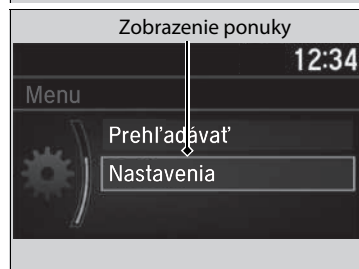 Zobrazenie ponuky
12:34
Menu
Prehľadávať
Nastavenia